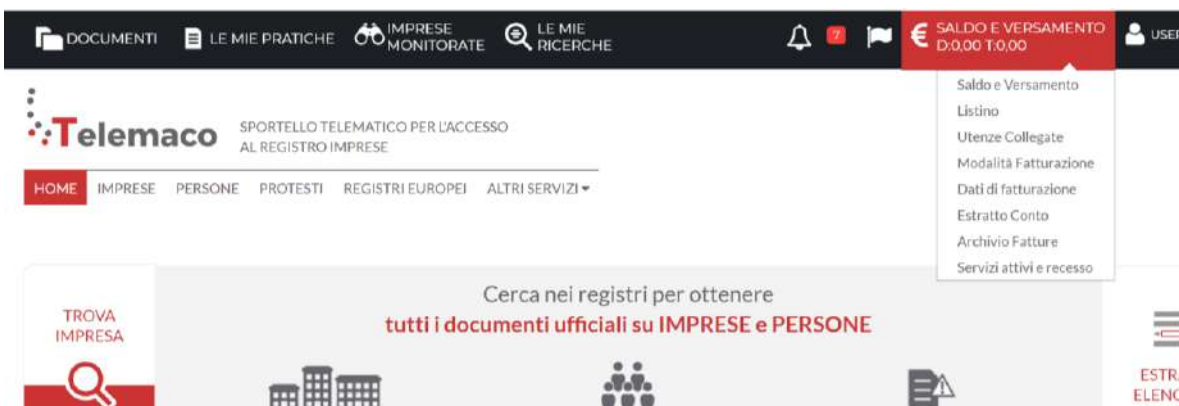 DOCUMENTI
LE MIE PRATICHE
IMPRESE
MONITORATE
LE MIE
RICERCHE
7
SALDO E VERSAMENTO
D:0,00 T:0,00
USER
Saldo e Versamento
Listino
Utenze Collegate
Modalità Fatturazione
Dati di fatturazione
Estratto Conto
Archivio Fatture
Servizi attivi e recesso
Telemaco
SPORTELLO TELEMATICO PER L'ACCESSO
AL REGISTRO IMPRESE
HOME IMPRESE PERSONE PROTESTI REGISTRI EUROPEI ALTRI SERVIZI
TROVA
IMPRESA
Cerca nei registri per ottenere
tutti i documenti ufficiali su IMPRESE e PERSONE